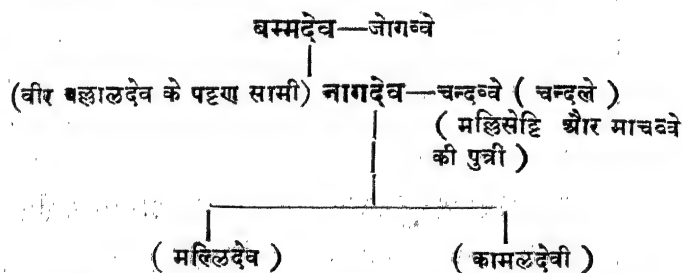 बम्मदेव—जोगव्वे
(वीर बल्लालदेव के पट्टण सामी) नागदेव—चन्दव्वे ( चन्दले )
( मल्लिसेट्टि और माचव्वे
की पुत्री )
( मल्लिदेव ) ( कामलदेवी )